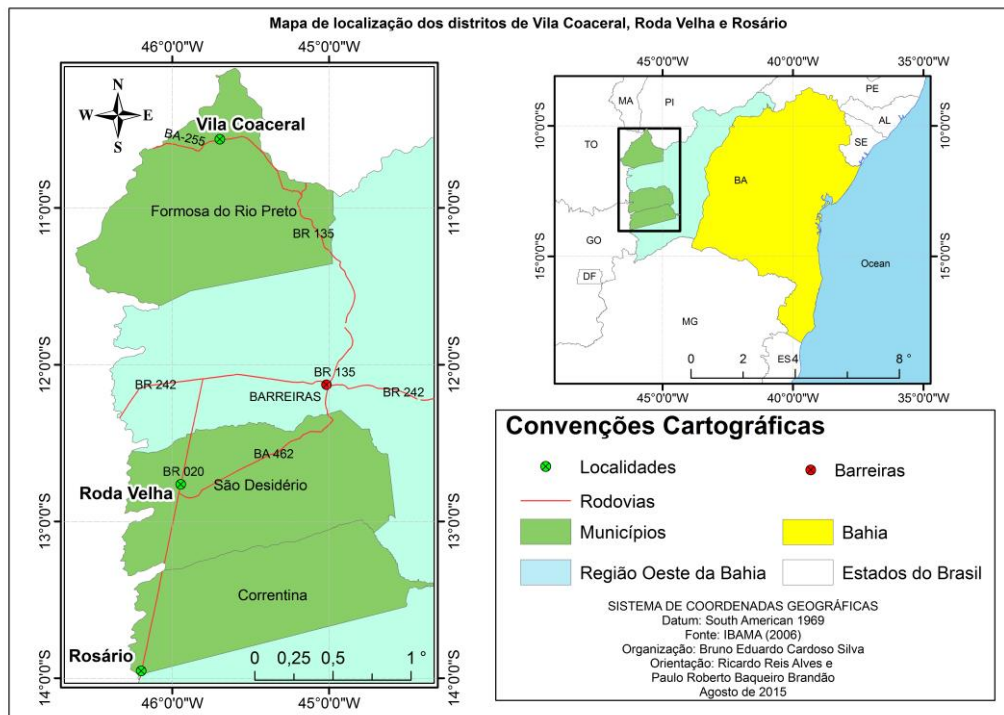 Mapa de localização dos distritos de Vila Coaceral, Roda Velha e Rosário
46°0'0"W
45°0'0"W
N
W E
S
Vila Coaceral
BA-255
Formosa do Rio Preto
BR 135
11°0'0"S
11°0'0"S
12°0'0"S
12°0'0"S
BR 135
BR 242
BARREIRAS
BR 242
BR 020
BA 462
Roda Velha
São Desidério
13°0'0"S
13°0'0"S
Correntina
Rosário
0 0,25 0,5 1 °
14°0'0"S
14°0'0"S
46°0'0"W
45°0'0"W
45°0'0"W
40°0'0"W
35°0'0"W
MA
PI
PE
AL
SE
TO
BA
GO
DF
MG
ES
Ocean
10°0'0"S
10°0'0"S
15°0'0"S
15°0'0"S
0 2 4 8 °
45°0'0"W
40°0'0"W
35°0'0"W
Convenções Cartográficas
Localidades
Barreiras
Rodovias
Municípios
Bahia
Região Oeste da Bahia
Estados do Brasil
SISTEMA DE COORDENADAS GEOGRÁFICAS
Datum: South American 1969
Fonte: IBAMA (2006)
Organização: Bruno Eduardo Cardoso Silva
Orientação: Ricardo Reis Alves e
Paulo Roberto Baqueiro Brandão
Agosto de 2015